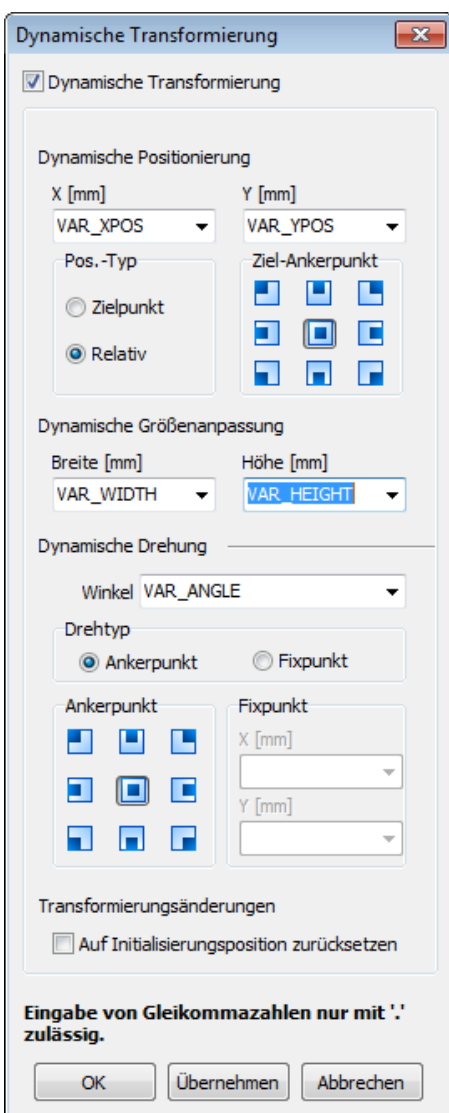 Dynamische Transformierung
Dynamische Transformierung
Dynamische Positionierung
X [mm] Y [mm]
VAR_XPOS VAR_YPOS
Pos.-Typ Ziel-Ankerpunkt
Zielpunkt
Relativ
Dynamische Größenanpassung
Breite [mm] Höhe [mm]
VAR_WIDTH VAR_HEIGHT
Dynamische Drehung
Winkel VAR_ANGLE
Drehtyp
Ankerpunkt Fixpunkt
Ankerpunkt Fixpunkt
X [mm]
Y [mm]
Transformierungsänderungen
Auf Initialisierungsposition zurücksetzen
Eingabe von Gleikommazahlen nur mit '.'
zulässig.
OK Übernehmen Abbrechen